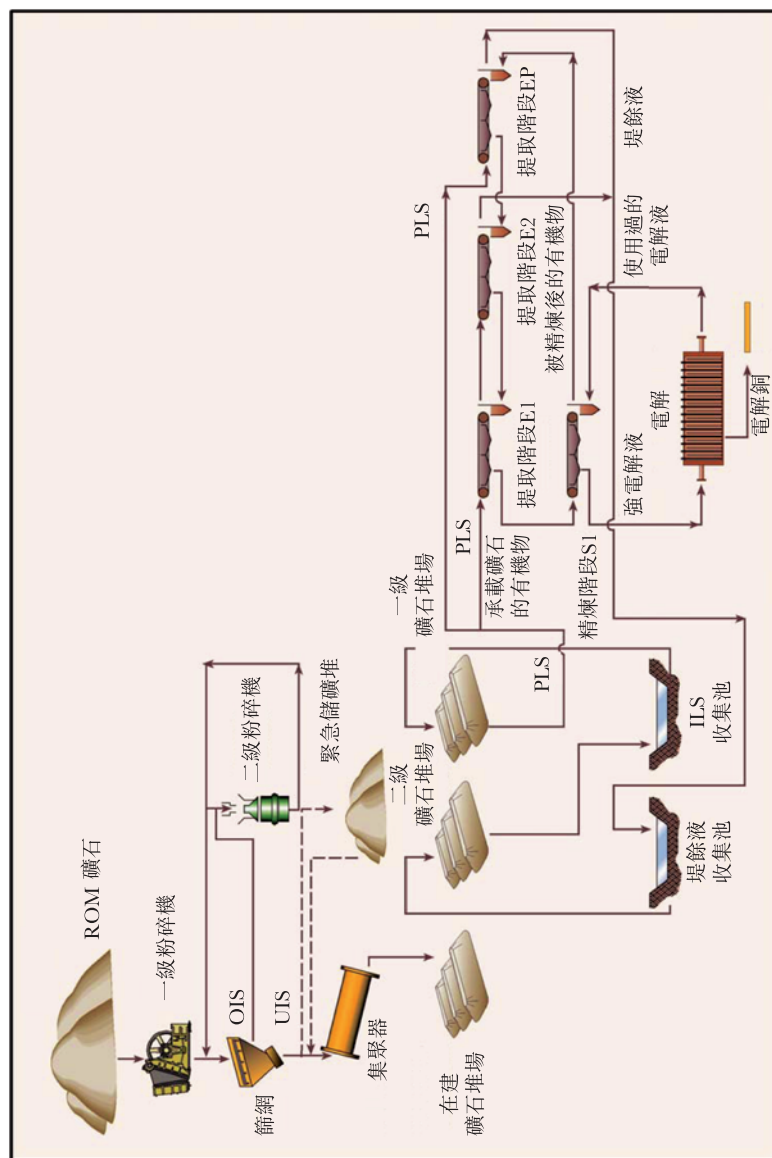 ROM 礦石
一級粉碎機
OIS
UIS
篩網
二級粉碎機
緊急儲礦堆
集聚器
在建
礦石堆場
二級
礦石堆場
一級
礦石堆場
堤餘液
收集池
ILS
收集池
PLS
PLS
PLS
承載礦石
的有機物
提取階段E1
提取階段E2
提取階段EP
被精煉後的有機物
精煉階段S1
強電解液
使用過的
電解液
堤餘液
電解
電解銅